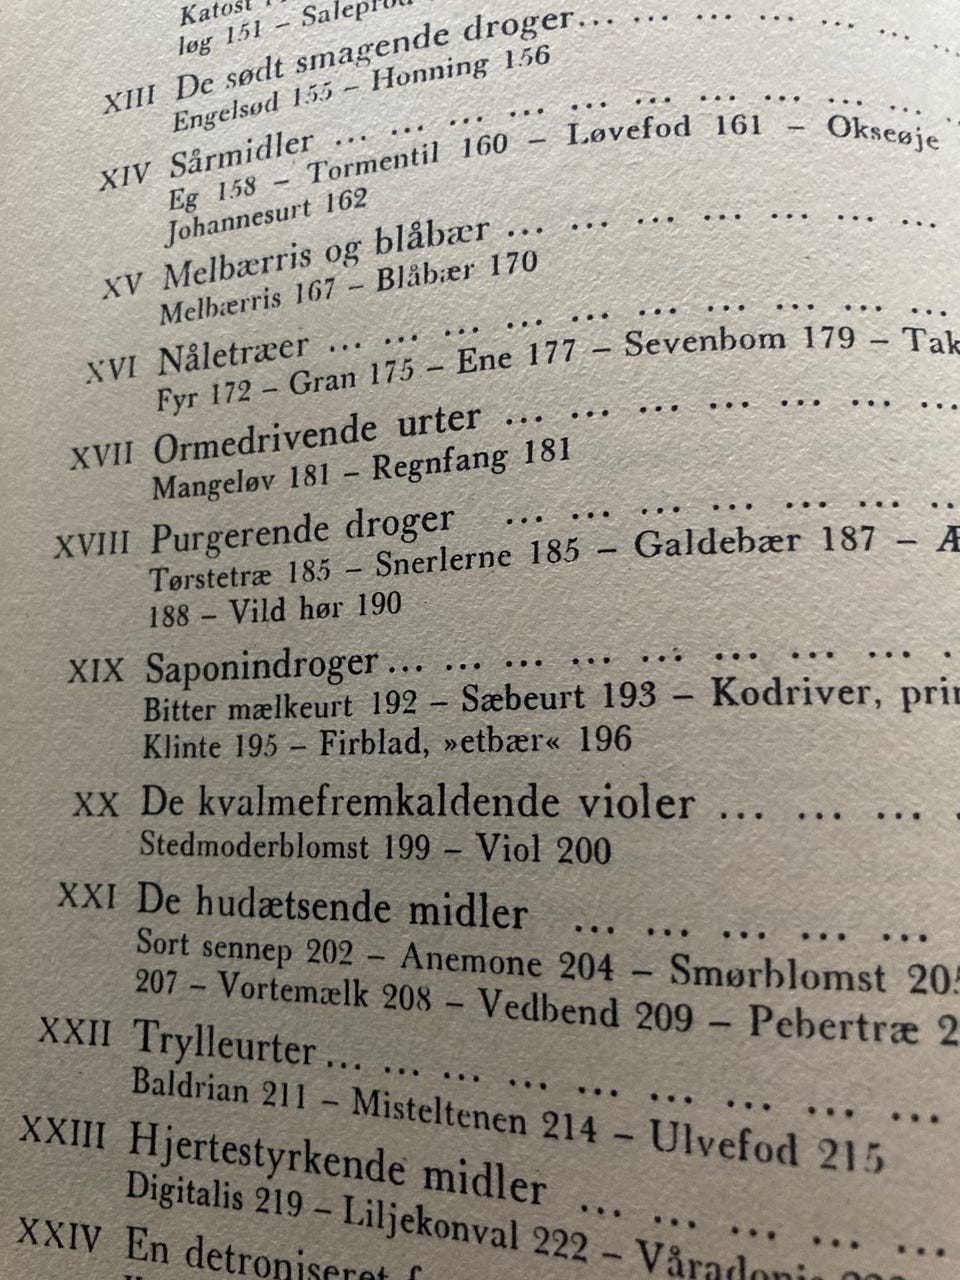 Katost
løg 151 – Saleprod
XIII De sødt smagende droger... ... ... ... ...
Engelsød 155 – Honning 156
XIV Sårmidler ... ... ... ... ... ... ... ... ... ...
Eg 158 – Tormentil 160 – Løvefod 161 – Okseøje
Johannesurt 162
XV Melbærris og blåbær ... ... ... ... ... ... ...
Melbærris 167 – Blåbær 170
XVI Nåletræer ... ... ... ... ... ... ... ... ... ...
Fyr 172 – Gran 175 – Ene 177 – Sevenbom 179 – Tak
XVII Ormedrivende urter ... ... ... ... ... ... ...
Mangeløv 181 – Regnfang 181
XVIII Purgerende droger ... ... ... ... ... ... ...
Tørstetræ 185 – Snerlerne 185 – Galdebær 187 – Æ
188 – Vild hør 190
XIX Saponindroger... ... ... ... ... ... ... ... ...
Bitter mælkeurt 192 – Sæbeurt 193 – Kodriver, prim
Klinte 195 – Firblad, »etbær« 196
XX De kvalmefremkaldende violer ... ... ...
Stedmoderblomst 199 – Viol 200
XXI De hudætsende midler ... ... ... ... ...
Sort sennep 202 – Anemone 204 – Smørblomst 205
207 – Vortemælk 208 – Vedbend 209 – Pebertræ 2
XXII Trylleurter... ... ... ... ... ... ... ... ...
Baldrian 211 – Misteltenen 214 – Ulvefod 215
XXIII Hjertestyrkende midler ... ... ... ... ...
Digitalis 219 – Liljekonval 222 – Våradonis
XXIV En detroniseret